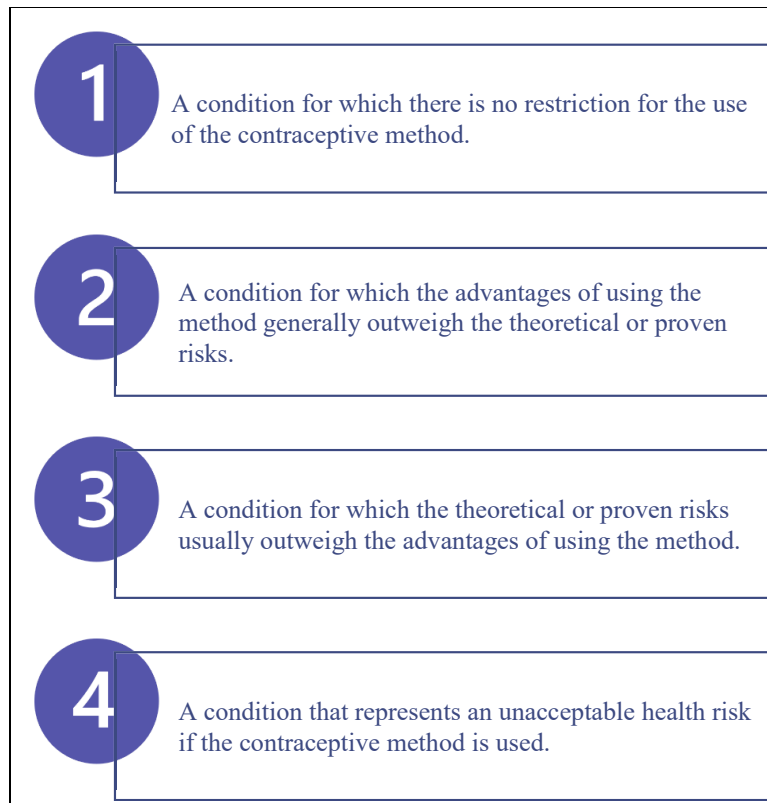 1
A condition for which there is no restriction for the use
of the contraceptive method.
2
A condition for which the advantages of using the
method generally outweigh the theoretical or proven
risks.
3
A condition for which the theoretical or proven risks
usually outweigh the advantages of using the method.
4
A condition that represents an unacceptable health risk
if the contraceptive method is used.